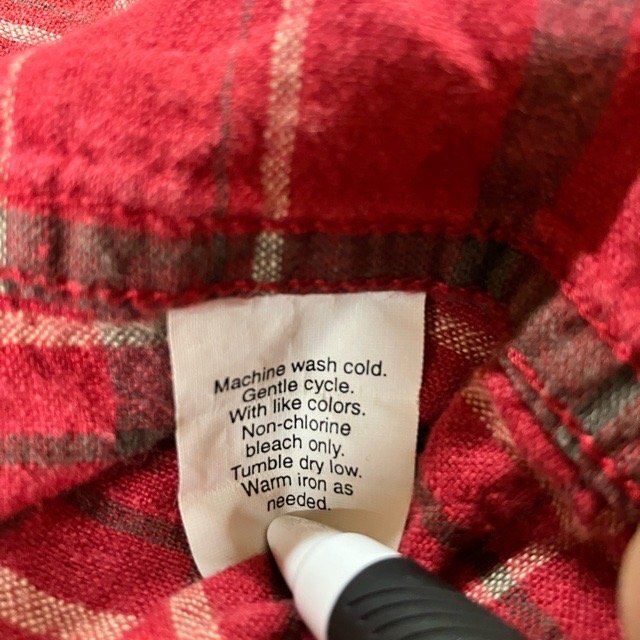 Machine wash cold.
Gentle cycle.
With like colors.
Non-chlorine
bleach only.
Tumble dry low.
Warm iron as
needed.